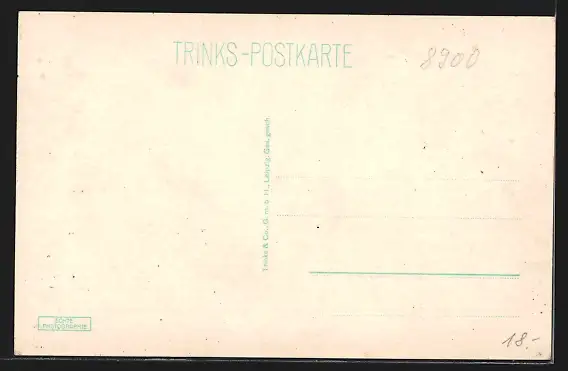 TRINKS-POSTKARTE
8900
Trinks & Co., G. m. b. H., Leipzig, Ges. gesch
ECHTE
PHOTOGRAPHIE
18.-